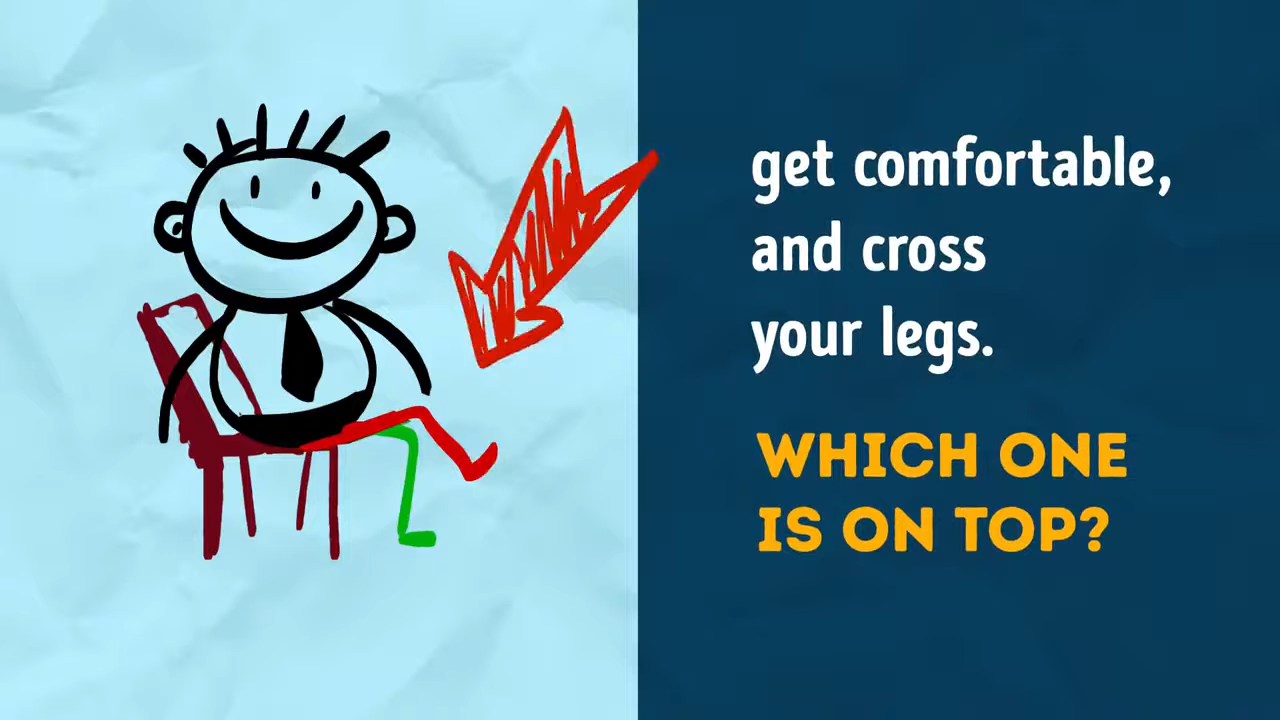 get comfortable,
and cross
your legs.
WHICH ONE
IS ON TOP?